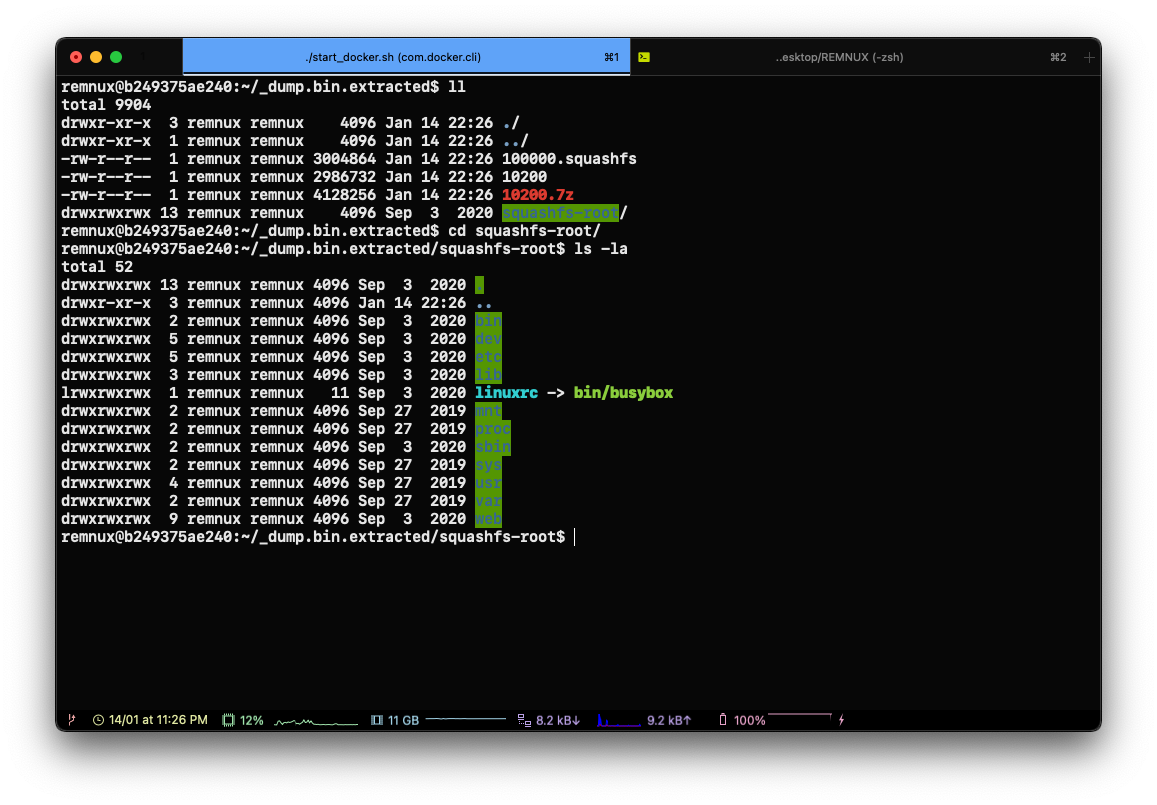 ./start_docker.sh (com.docker.cli) ⌘1 ..esktop/REMNUX (-zsh) ⌘2
remnux@b249375ae240:~/_dump.bin.extracted$ ll
total 9904
drwxr-xr-x  3 remnux remnux    4096 Jan 14 22:26 ./
drwxr-xr-x  1 remnux remnux    4096 Jan 14 22:26 ../
-rw-r--r--  1 remnux remnux 3004864 Jan 14 22:26 100000.squashfs
-rw-r--r--  1 remnux remnux 2986732 Jan 14 22:26 10200
-rw-r--r--  1 remnux remnux 4128256 Jan 14 22:26 10200.7z
drwxrwxrwx 13 remnux remnux    4096 Sep  3  2020 squashfs-root/
remnux@b249375ae240:~/_dump.bin.extracted$ cd squashfs-root/
remnux@b249375ae240:~/_dump.bin.extracted/squashfs-root$ ls -la
total 52
drwxrwxrwx 13 remnux remnux 4096 Sep  3  2020 .
drwxr-xr-x  3 remnux remnux 4096 Jan 14 22:26 ..
drwxrwxrwx  2 remnux remnux 4096 Sep  3  2020 bin
drwxrwxrwx  5 remnux remnux 4096 Sep  3  2020 dev
drwxrwxrwx  5 remnux remnux 4096 Sep  3  2020 etc
drwxrwxrwx  3 remnux remnux 4096 Sep  3  2020 lib
lrwxrwxrwx  1 remnux remnux   11 Sep  3  2020 linuxrc -> bin/busybox
drwxrwxrwx  2 remnux remnux 4096 Sep 27  2019 mnt
drwxrwxrwx  2 remnux remnux 4096 Sep 27  2019 proc
drwxrwxrwx  2 remnux remnux 4096 Sep  3  2020 sbin
drwxrwxrwx  2 remnux remnux 4096 Sep 27  2019 sys
drwxrwxrwx  4 remnux remnux 4096 Sep 27  2019 usr
drwxrwxrwx  2 remnux remnux 4096 Sep 27  2019 var
drwxrwxrwx  9 remnux remnux 4096 Sep  3  2020 web
remnux@b249375ae240:~/_dump.bin.extracted/squashfs-root$
14/01 at 11:26 PM 12% 11 GB 8.2 kB↓ 9.2 kB↑ 100%